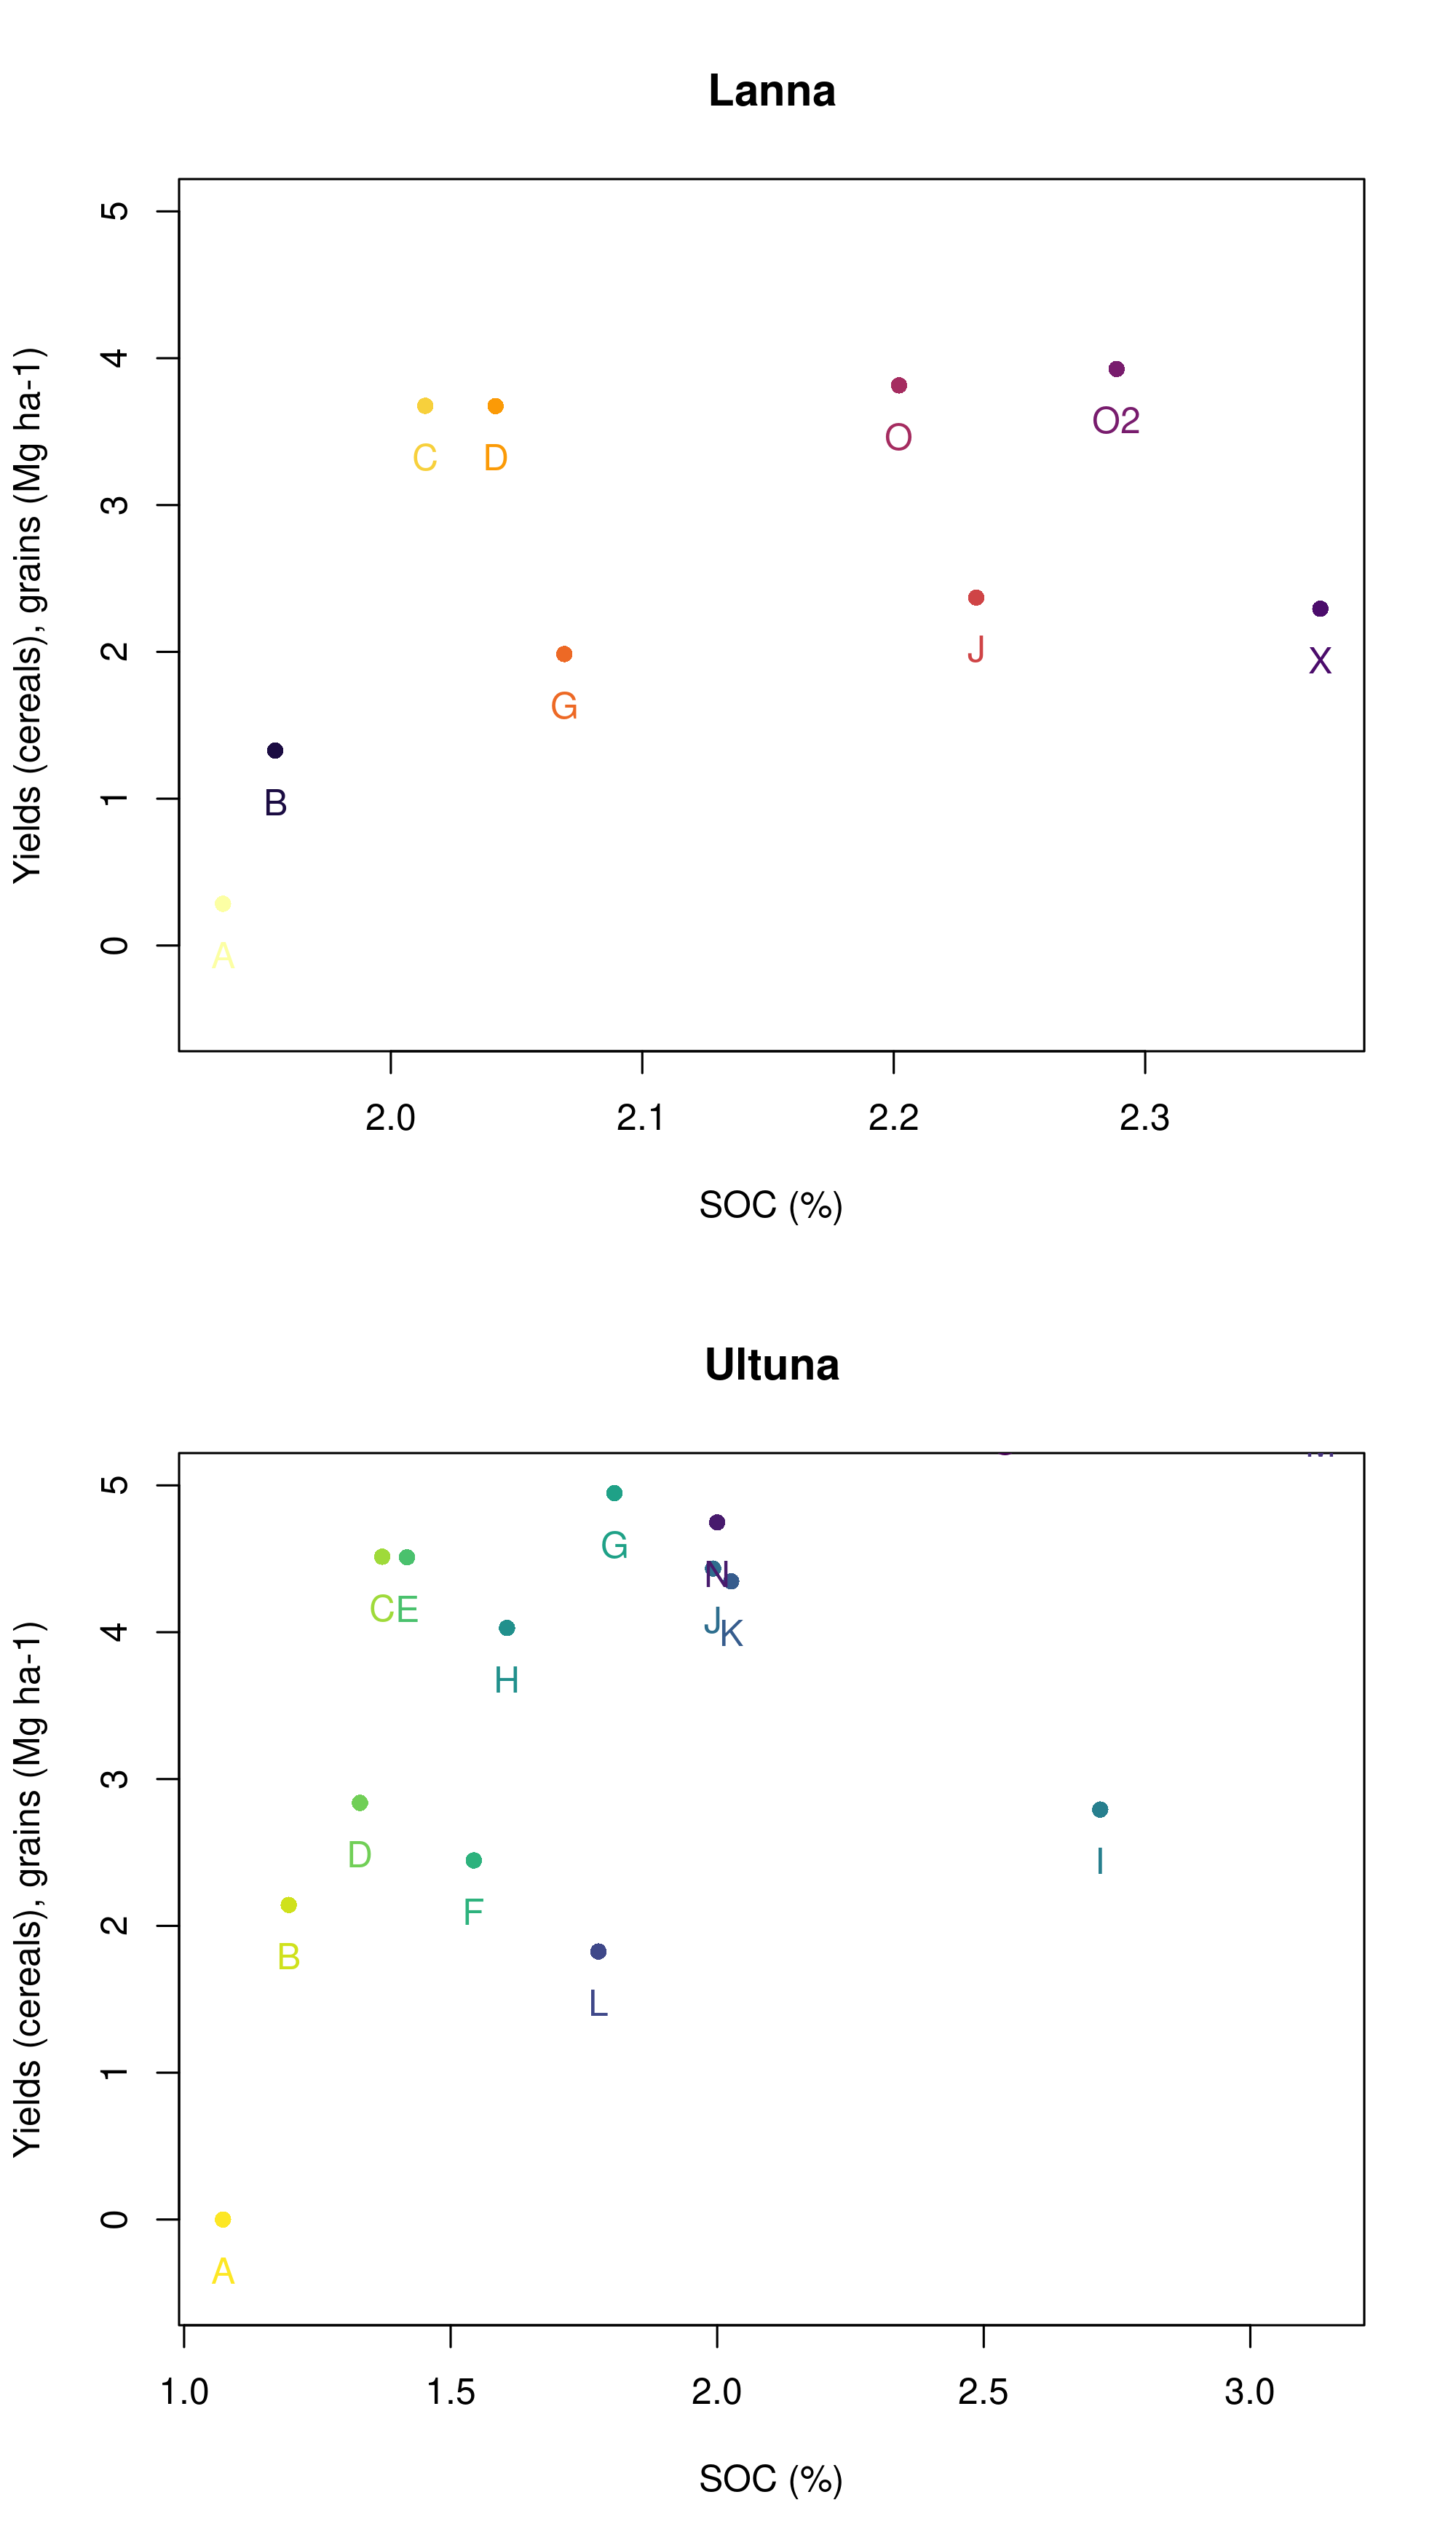 Lanna
Yields (cereals), grains (Mg ha-1)
5
4
3
2
1
0
C
D
O
O2
G
J
X
B
A
2.0 2.1 2.2 2.3
SOC (%)
Ultuna
Yields (cereals), grains (Mg ha-1)
5
4
3
2
1
0
G
N
C E
J
K
H
D
I
F
B
L
A
1.0 1.5 2.0 2.5 3.0
SOC (%)